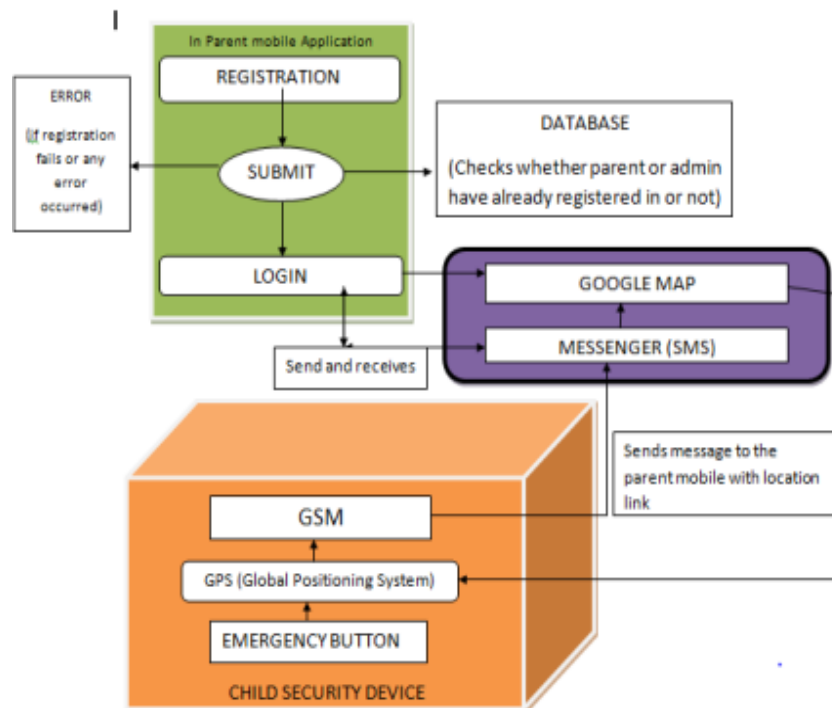 In Parent mobile Application
REGISTRATION
ERROR
(if registration
fails or any
error
occurred)
SUBMIT
DATABASE
(Checks whether parent or admin
have already registered in or not)
LOGIN
GOOGLE MAP
MESSENGER (SMS)
Send and receives
Sends message to the
parent mobile with location
link
GSM
GPS (Global Positioning System)
EMERGENCY BUTTON
CHILD SECURITY DEVICE